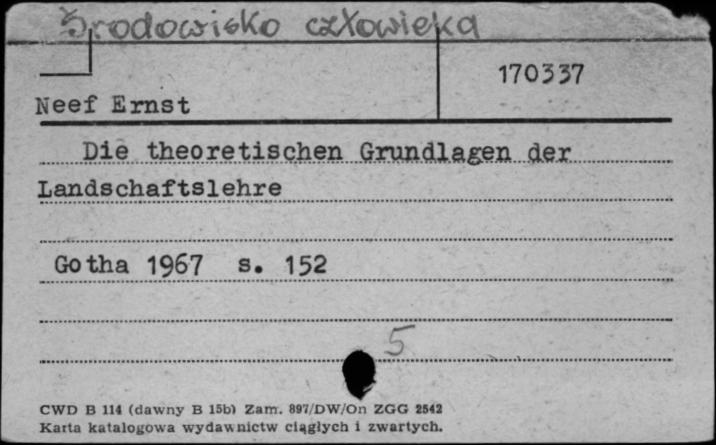 Środowisko człowieka
170337
Neef Ernst
Die theoretischen Grundlagen der
Landschaftslehre
Gotha 1967 s. 152
5
CWD B 114 (dawny B 15b) Zam. 897/DW/On ZGG 2542
Karta katalogowa wydawnictw ciągłych i zwartych.